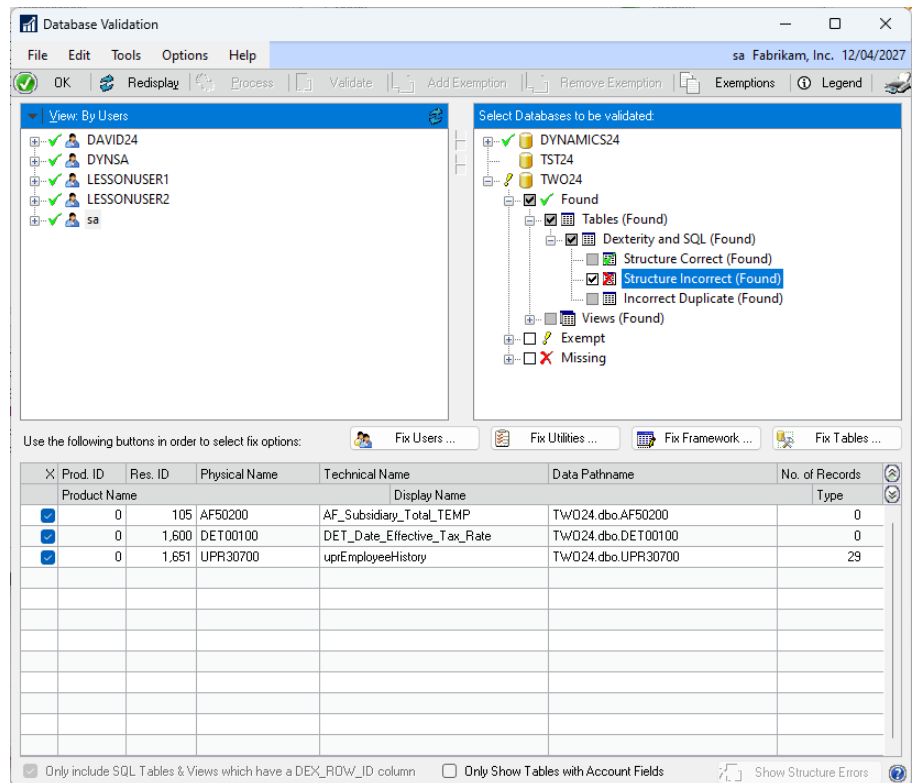 Database Validation
File Edit Tools Options Help sa Fabrikam, Inc. 12/04/2027
OK Redisplay Process Validate Add Exemption Remove Exemption Exemptions Legend
View: By Users
DAVID24
DYNSA
LESSONUSER1
LESSONUSER2
sa
Select Databases to be validated:
DYNAMICS24
TST24
TWO24
Found
Tables (Found)
Dexterity and SQL (Found)
Structure Correct (Found)
Structure Incorrect (Found)
Incorrect Duplicate (Found)
Views (Found)
Exempt
Missing
Use the following buttons in order to select fix options: Fix Users ... Fix Utilities ... Fix Framework ... Fix Tables ...
X Prod. ID Res. ID Physical Name Technical Name Data Pathname No. of Records
Product Name Display Name Type
0 105 AF50200 AF_Subsidiary_Total_TEMP TWO24.dbo.AF50200 0
0 1,600 DET00100 DET_Date_Effective_Tax_Rate TWO24.dbo.DET00100 0
0 1,651 UPR30700 uprEmployeeHistory TWO24.dbo.UPR30700 29
Only include SQL Tables & Views which have a DEX_ROW_ID column Only Show Tables with Account Fields Show Structure Errors